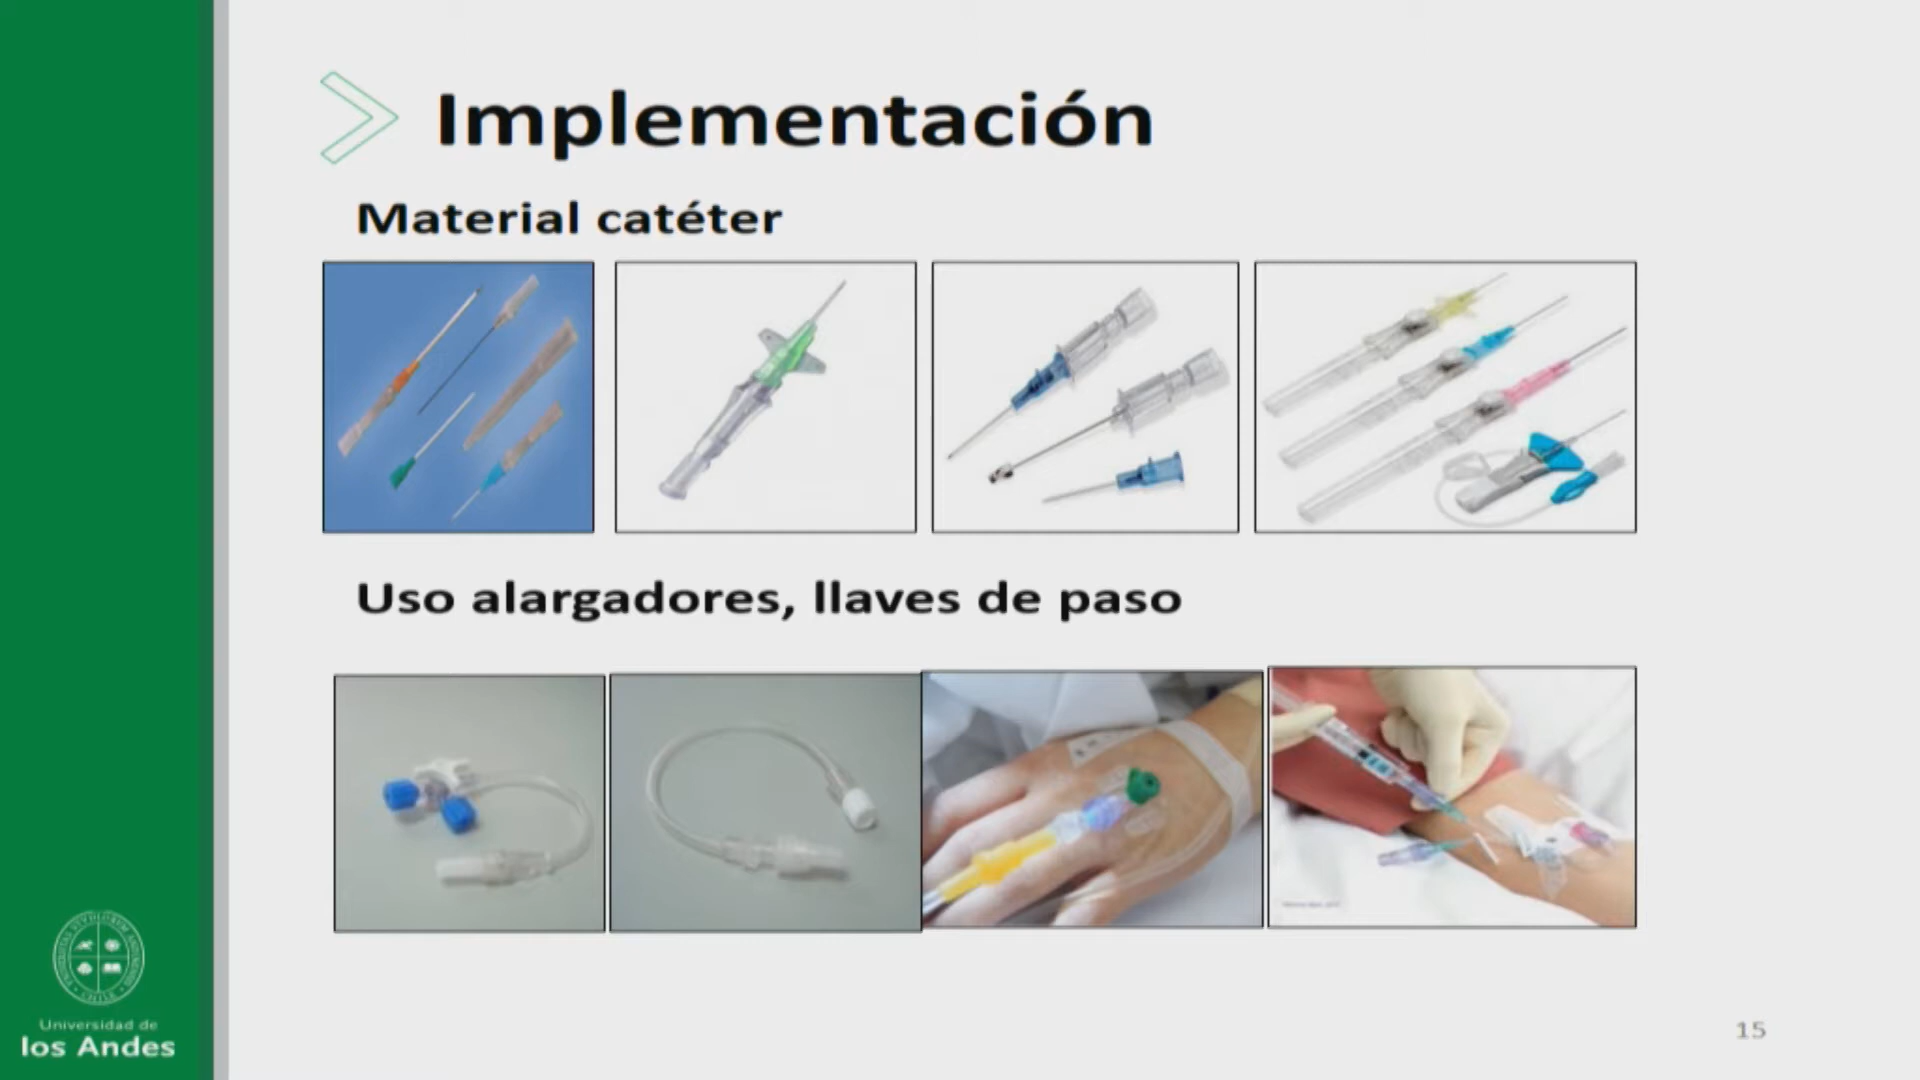 Implementación
Material catéter
Uso alargadores, llaves de paso
Universidad de
los Andes
15